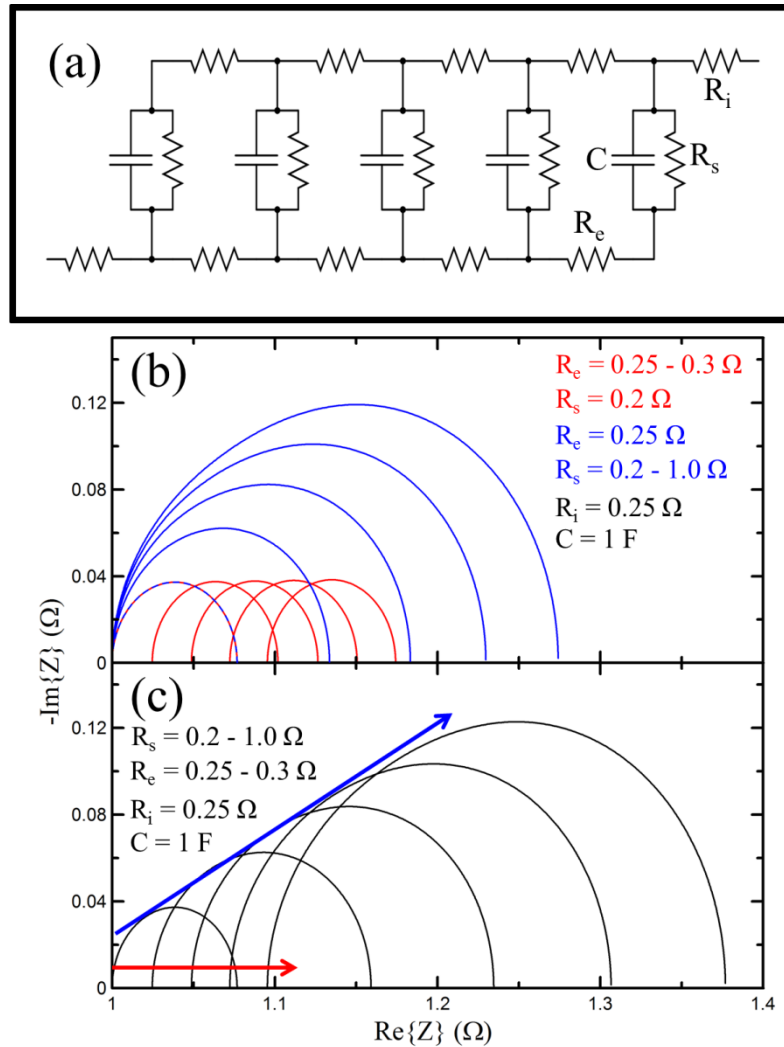 (a)
R_i
C
R_s
R_e
(b)
R_e = 0.25 - 0.3 Ω
R_s = 0.2 Ω
R_e = 0.25 Ω
R_s = 0.2 - 1.0 Ω
R_i = 0.25 Ω
C = 1 F
0.12
0.08
0.04
0
-Im{Z} (Ω)
(c)
R_s = 0.2 - 1.0 Ω
R_e = 0.25 - 0.3 Ω
R_i = 0.25 Ω
C = 1 F
0.12
0.08
0.04
0
1 1.1 1.2 1.3 1.4
Re{Z} (Ω)